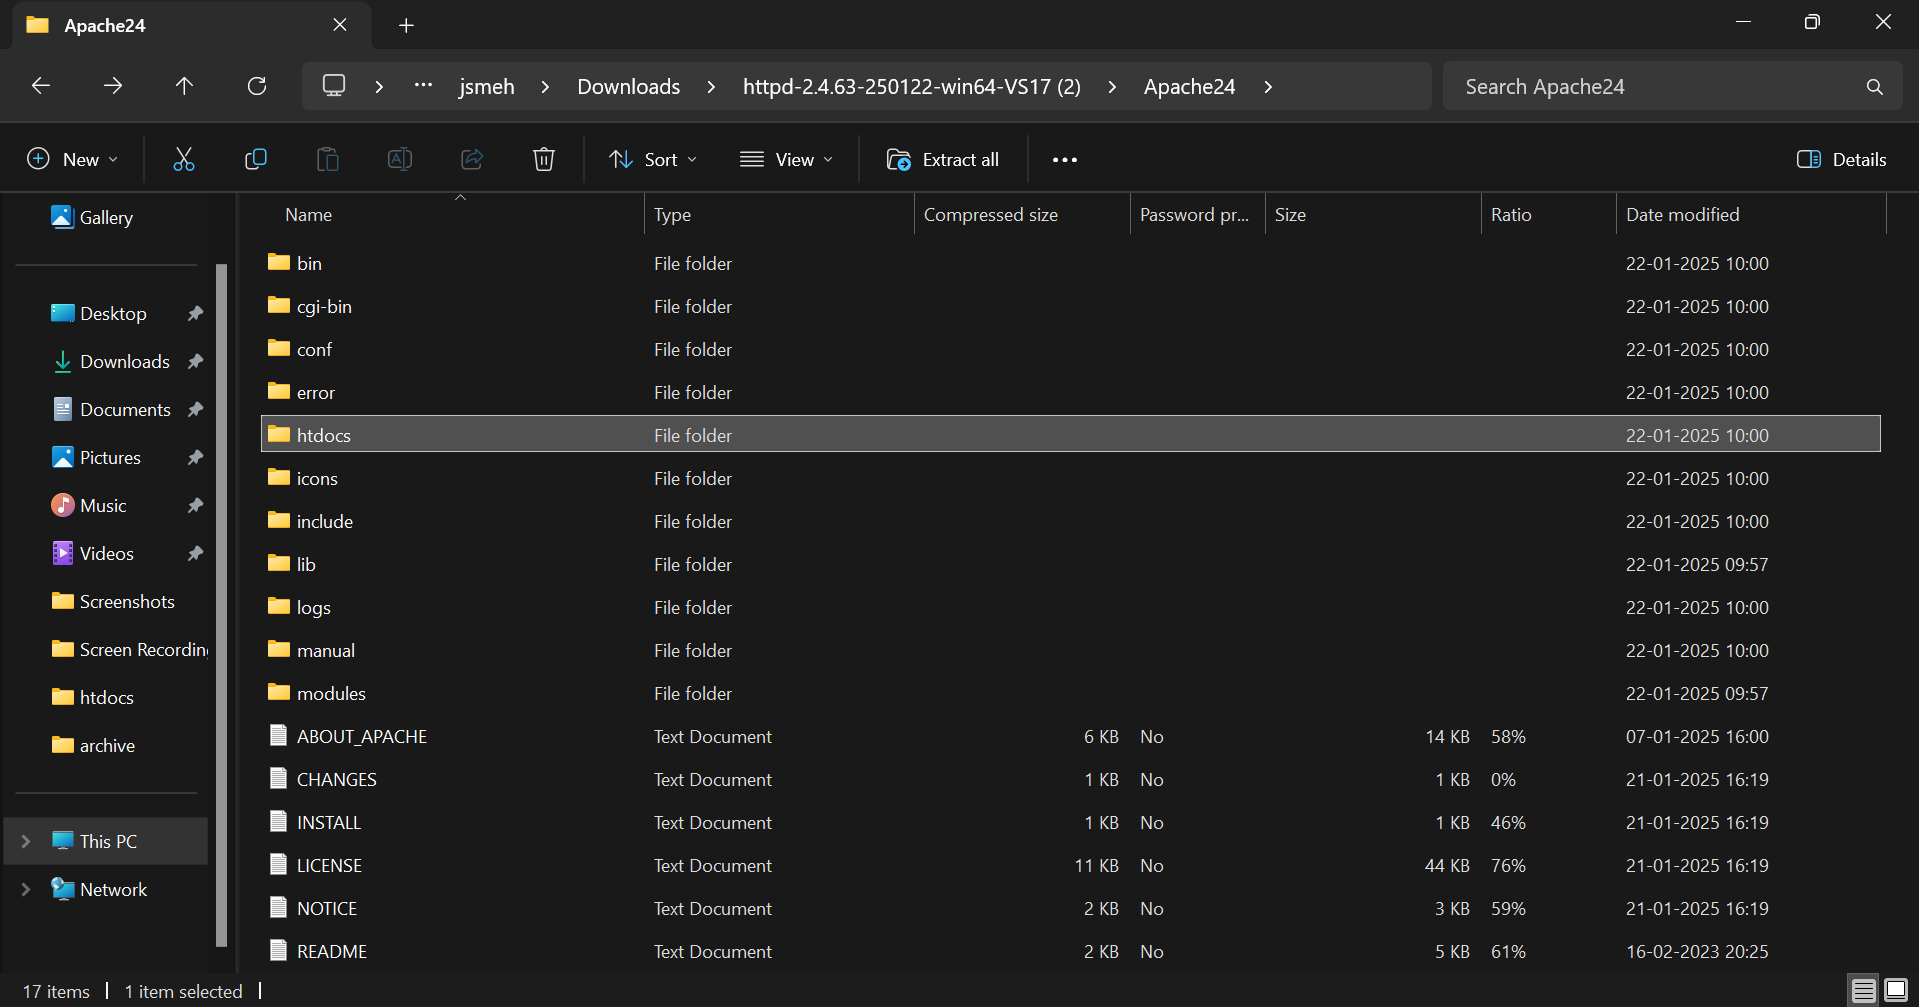 Apache24
jsmeh Downloads httpd-2.4.63-250122-win64-VS17 (2) Apache24 Search Apache24
New Sort View Extract all Details
Gallery
Desktop
Downloads
Documents
Pictures
Music
Videos
Screenshots
Screen Recordin
htdocs
archive
This PC
Network
Name Type Compressed size Password pr... Size Ratio Date modified
bin File folder 22-01-2025 10:00
cgi-bin File folder 22-01-2025 10:00
conf File folder 22-01-2025 10:00
error File folder 22-01-2025 10:00
htdocs File folder 22-01-2025 10:00
icons File folder 22-01-2025 10:00
include File folder 22-01-2025 10:00
lib File folder 22-01-2025 09:57
logs File folder 22-01-2025 10:00
manual File folder 22-01-2025 10:00
modules File folder 22-01-2025 09:57
ABOUT_APACHE Text Document 6 KB No 14 KB 58% 07-01-2025 16:00
CHANGES Text Document 1 KB No 1 KB 0% 21-01-2025 16:19
INSTALL Text Document 1 KB No 1 KB 46% 21-01-2025 16:19
LICENSE Text Document 11 KB No 44 KB 76% 21-01-2025 16:19
NOTICE Text Document 2 KB No 3 KB 59% 21-01-2025 16:19
README Text Document 2 KB No 5 KB 61% 16-02-2023 20:25
17 items 1 item selected